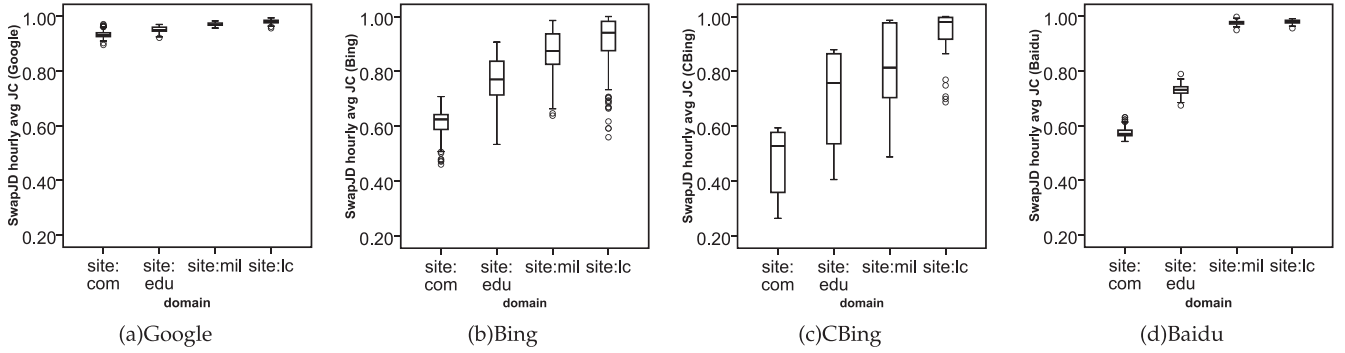 SwapJD hourly avg JC (Google)
1.00
0.80
0.60
0.40
0.20
site:
com
site:
edu
site:mil
site:lc
domain
(a)Google
SwapJD hourly avg JC (Bing)
1.00
0.80
0.60
0.40
0.20
site:
com
site:
edu
site:mil
site:lc
domain
(b)Bing
SwapJD hourly avg JC (CBing)
1.00
0.80
0.60
0.40
0.20
site:
com
site:
edu
site:mil
site:lc
domain
(c)CBing
SwapJD hourly avg JC (Baidu)
1.00
0.80
0.60
0.40
0.20
site:
com
site:
edu
site:mil
site:lc
domain
(d)Baidu